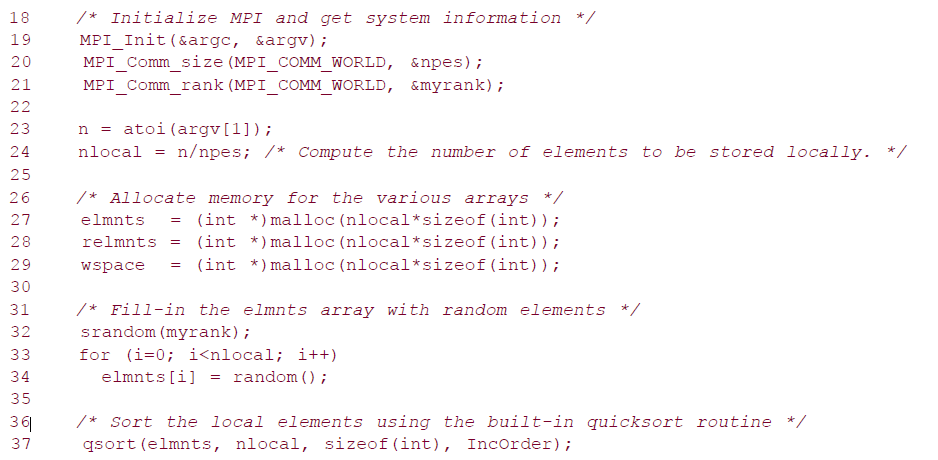 18 /* Initialize MPI and get system information */
19 MPI_Init(&argc, &argv);
20 MPI_Comm_size(MPI_COMM_WORLD, &npes);
21 MPI_Comm_rank(MPI_COMM_WORLD, &myrank);
22
23 n = atoi(argv[1]);
24 nlocal = n/npes; /* Compute the number of elements to be stored locally. */
25
26 /* Allocate memory for the various arrays */
27 elmnts = (int *)malloc(nlocal*sizeof(int));
28 relmnts = (int *)malloc(nlocal*sizeof(int));
29 wspace = (int *)malloc(nlocal*sizeof(int));
30
31 /* Fill-in the elmnts array with random elements */
32 srandom(myrank);
33 for (i=0; i<nlocal; i++)
34 elmnts[i] = random();
35
36 /* Sort the local elements using the built-in quicksort routine */
37 qsort(elmnts, nlocal, sizeof(int), IncOrder);